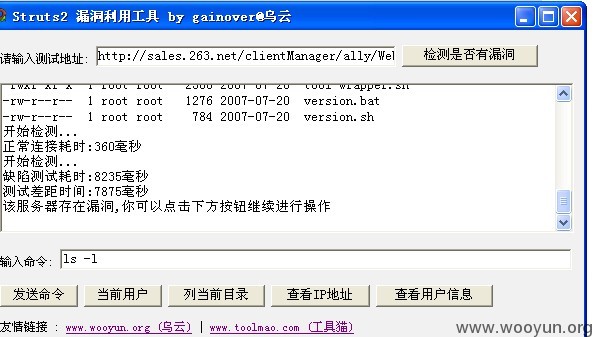 Struts2 漏洞利用工具 by gainover@乌云
请输入测试地址: http://sales.263.net/clientManager/ally/Wel 检测是否有漏洞
-rw-r--r-- 1 root root 1276 2007-07-20 version.bat
-rw-r--r-- 1 root root 784 2007-07-20 version.sh
开始检测...
正常连接耗时:360毫秒
开始检测...
缺陷测试耗时:8235毫秒
测试差距时间:7875毫秒
该服务器存在漏洞,你可以点击下方按钮继续进行操作
输入命令: ls -l
发送命令 当前用户 列当前目录 查看IP地址 查看用户信息
友情链接 : www.wooyun.org (乌云) | www.toolmao.com (工具猫)
www.wooyun.org